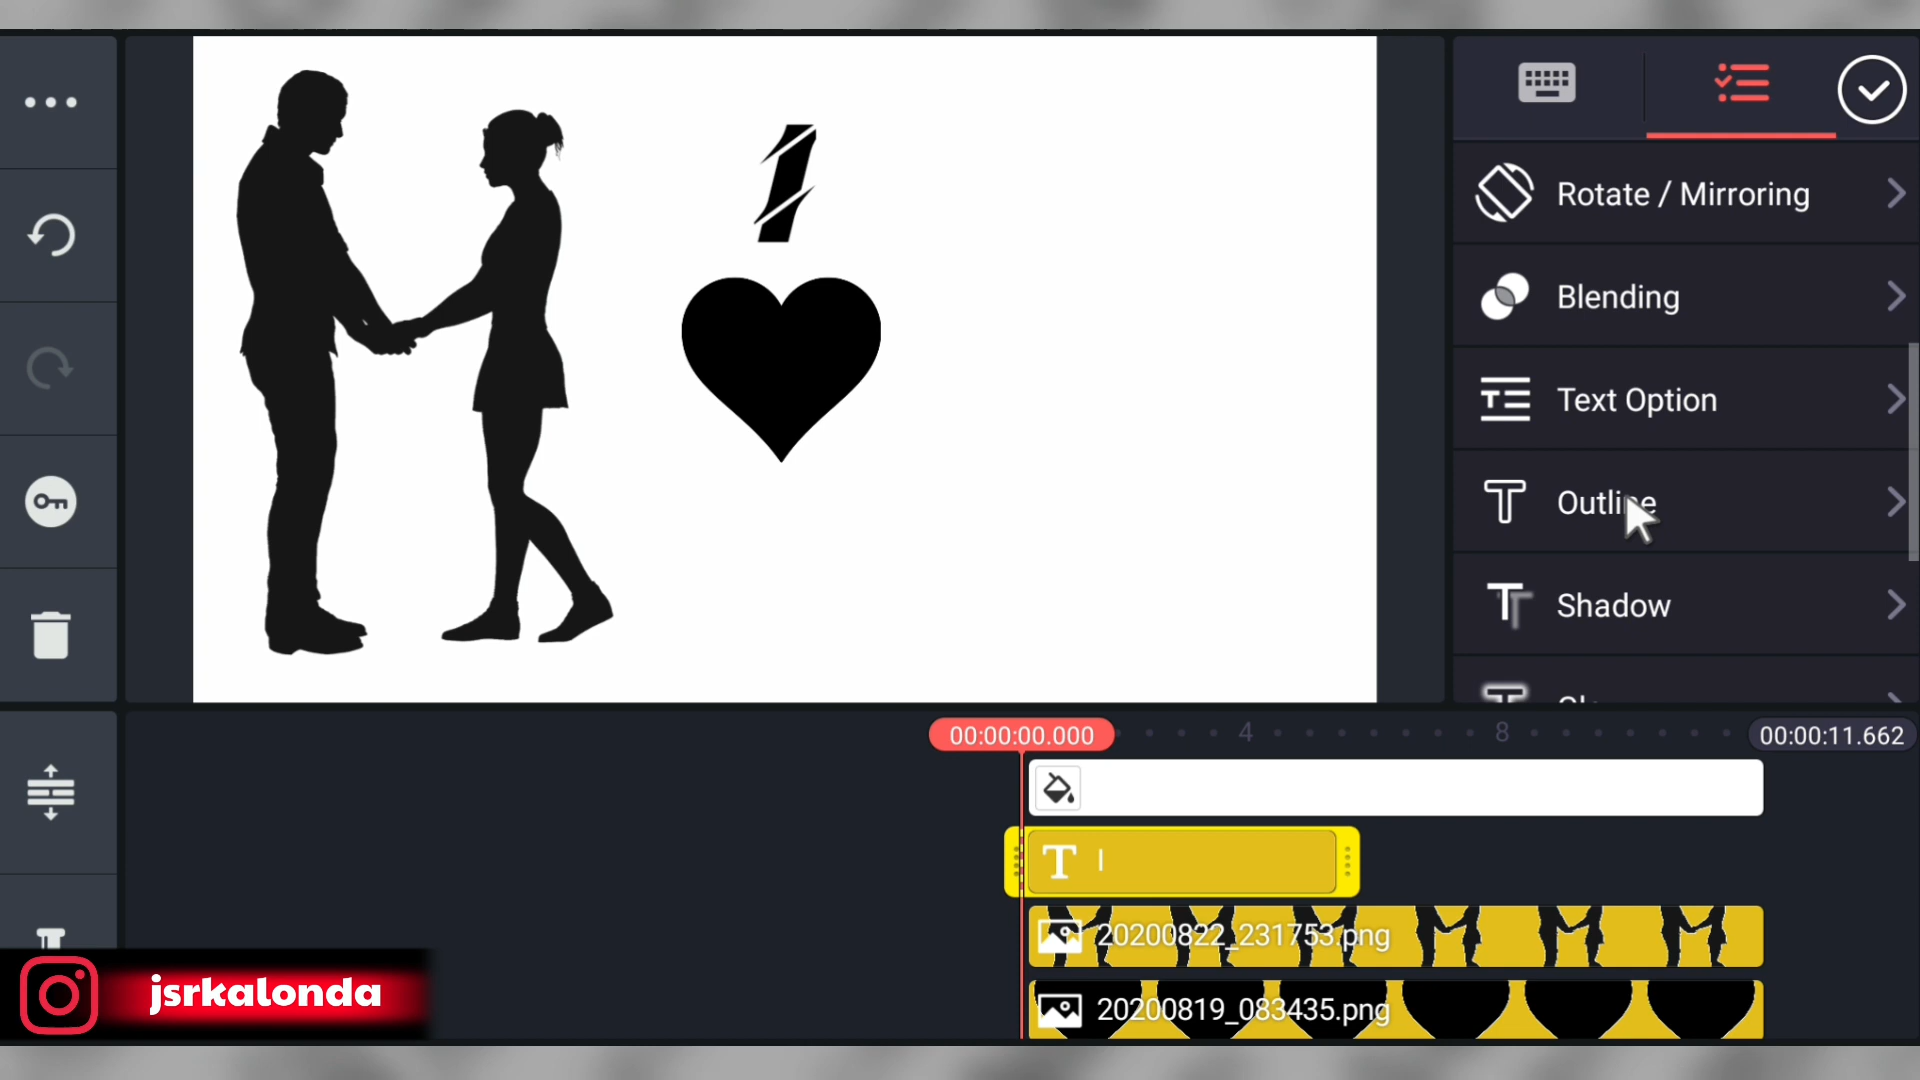 I
Rotate / Mirroring
Blending
Text Option
Outline
Shadow
00:00:00.000
4
8
00:00:11.662
T I
20200822_231753.png
20200819_083435.png
jsrkalonda